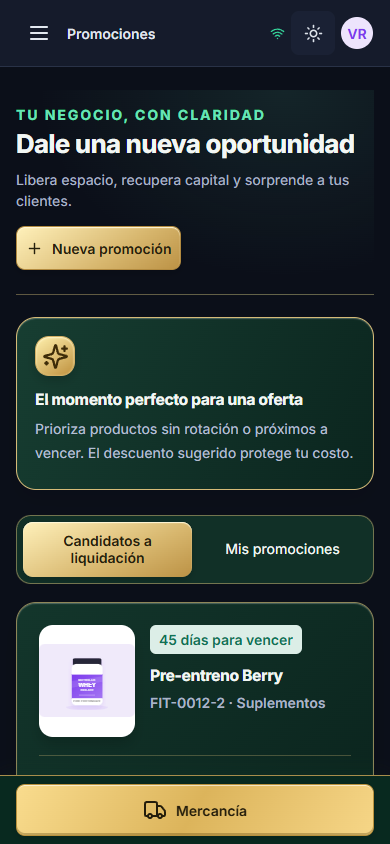 Promociones
VR
TU NEGOCIO, CON CLARIDAD
Dale una nueva oportunidad
Libera espacio, recupera capital y sorprende a tus
clientes.
Nueva promoción
El momento perfecto para una oferta
Prioriza productos sin rotación o próximos a
vencer. El descuento sugerido protege tu costo.
Candidatos a
liquidación
Mis promociones
45 días para vencer
Pre-entreno Berry
FIT-0012-2 · Suplementos
WHEY
Mercancía